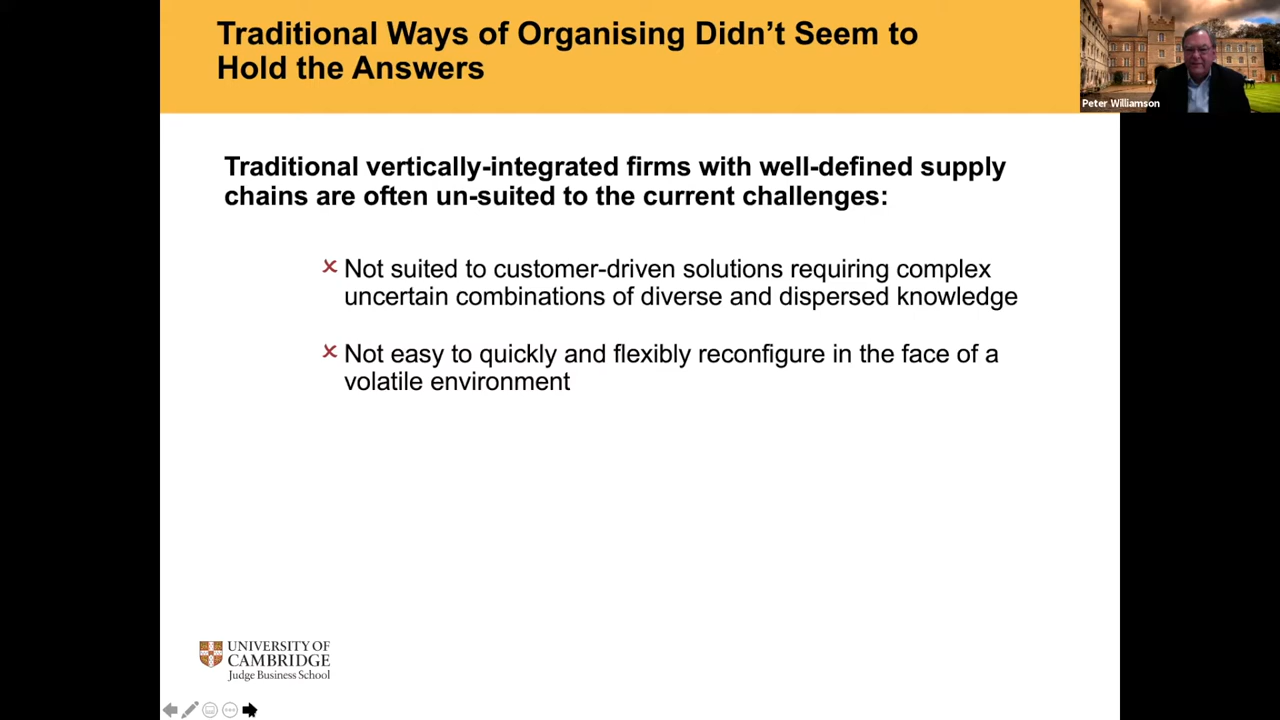 Traditional Ways of Organising Didn't Seem to
Hold the Answers
Peter Williamson
Traditional vertically-integrated firms with well-defined supply
chains are often un-suited to the current challenges:
Not suited to customer-driven solutions requiring complex
uncertain combinations of diverse and dispersed knowledge
Not easy to quickly and flexibly reconfigure in the face of a
volatile environment
UNIVERSITY OF
CAMBRIDGE
Judge Business School